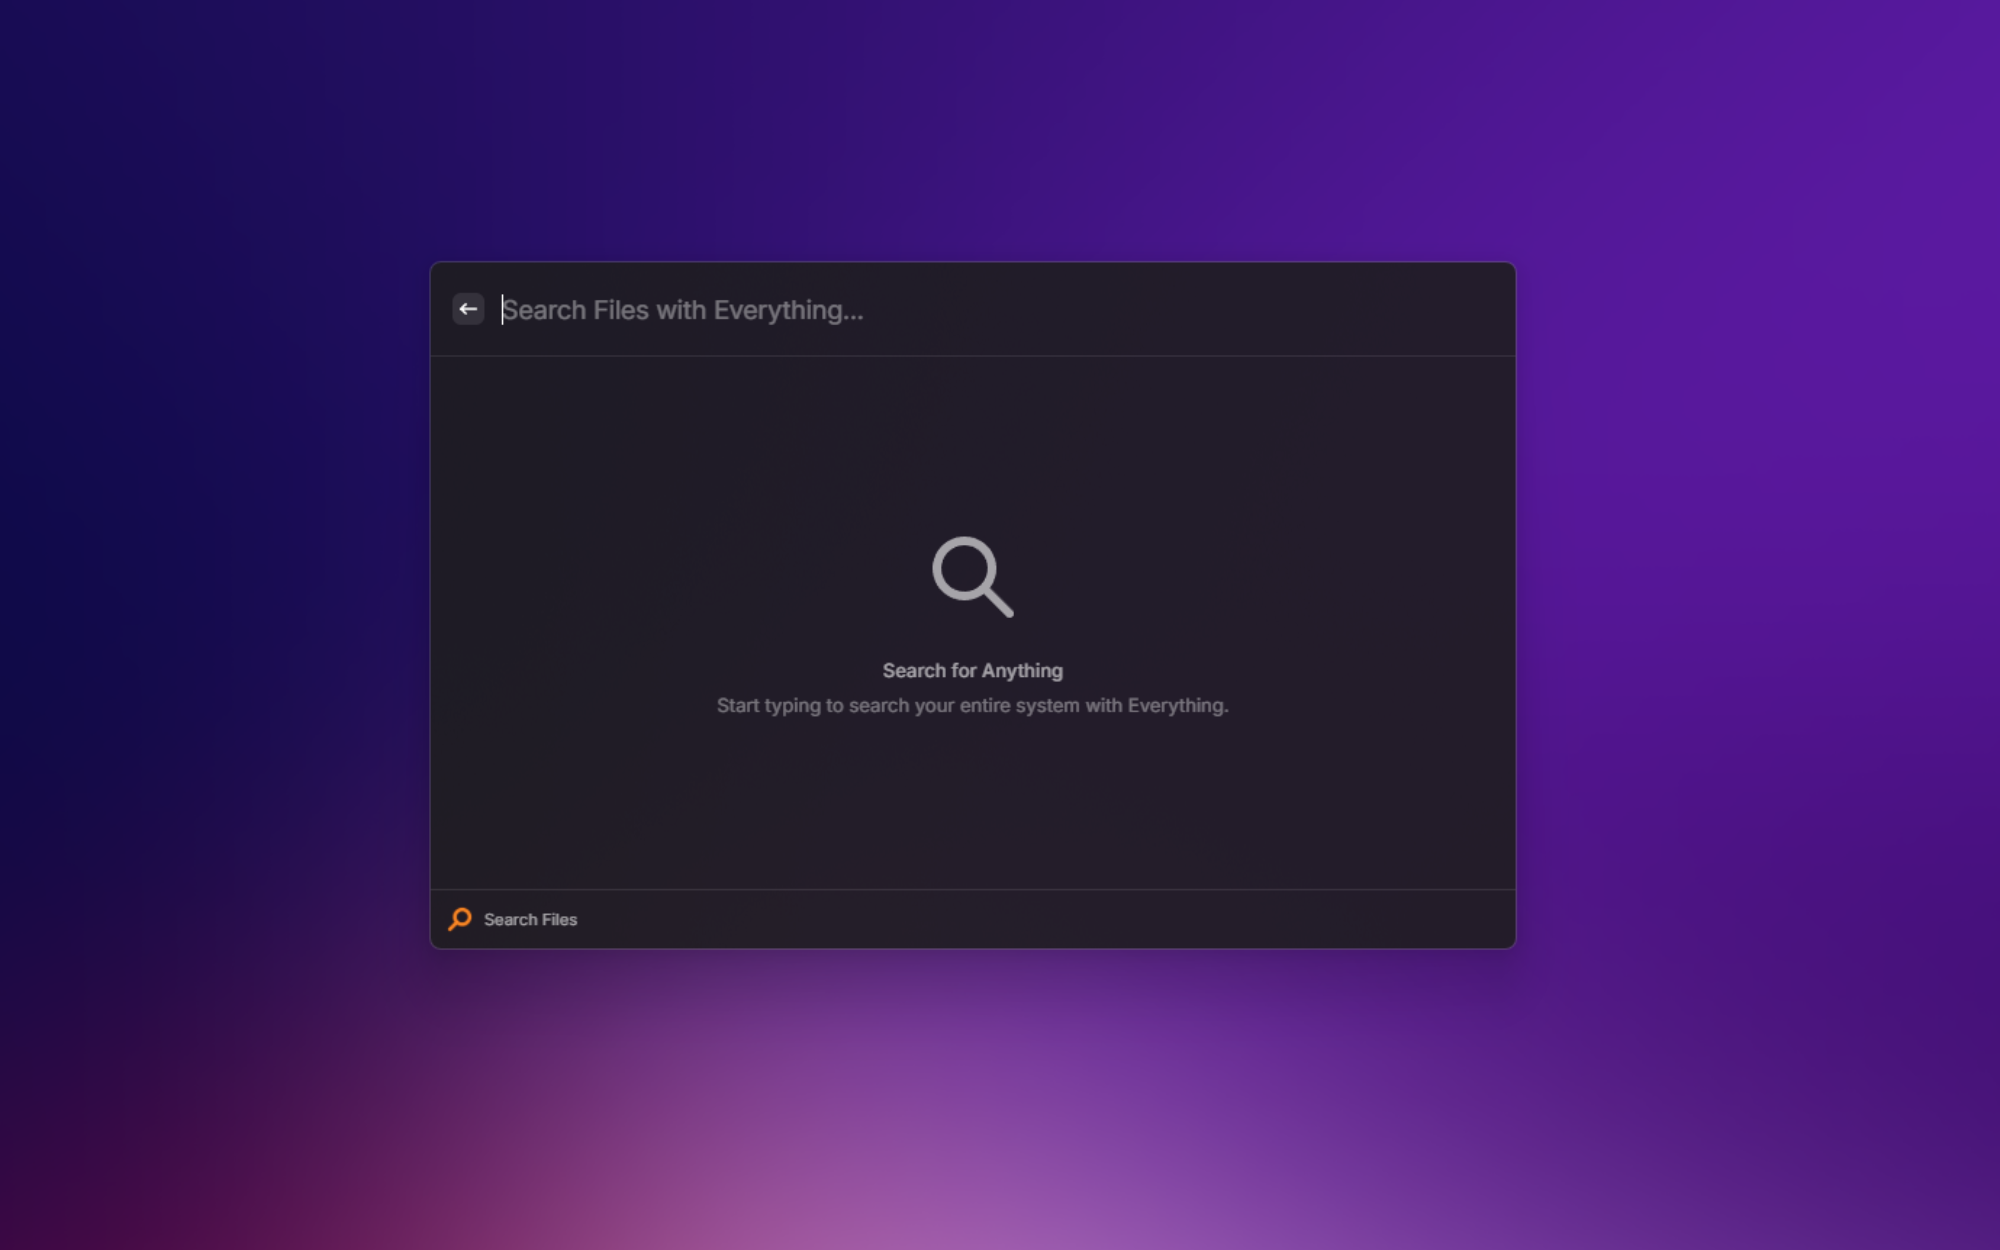 Search Files with Everything...
Search for Anything
Start typing to search your entire system with Everything.
Search Files